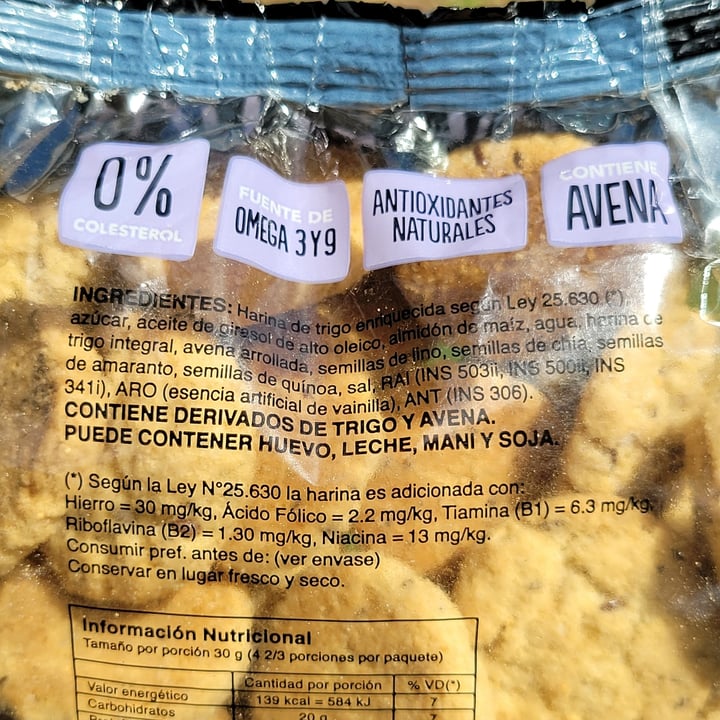 0%
COLESTEROL
FUENTE DE
OMEGA 3Y9
ANTIOXIDANTES
NATURALES
CONTIENE
AVENA
INGREDIENTES: Harina de trigo enriquecida según Ley 25.630 (*),
azúcar, aceite de girasol de alto oleico, almidón de maíz, agua, harina de
trigo integral, avena arrollada, semillas de lino, semillas de chia, semillas
de amaranto, semillas de quínoa, sal, RAI (INS 503ii, INS 500ii, INS
341i), ARO (esencia artificial de vainilla), ANT (INS 306).
CONTIENE DERIVADOS DE TRIGO Y AVENA.
PUEDE CONTENER HUEVO, LECHE, MANI Y SOJA.
(*) Según la Ley N°25.630 la harina es adicionada con:
Hierro = 30 mg/kg, Ácido Fólico = 2.2 mg/kg, Tiamina (B1) = 6.3 mg/kg,
Riboflavina (B2) = 1.30 mg/kg, Niacina = 13 mg/kg.
Consumir pref. antes de: (ver envase)
Conservar en lugar fresco y seco.
Información Nutricional
Tamaño por porción 30 g (4 2/3 porciones por paquete)
Cantidad por porción % VD(*)
Valor energético 139 kcal = 584 kJ 7
Carbohidratos 20 g 7